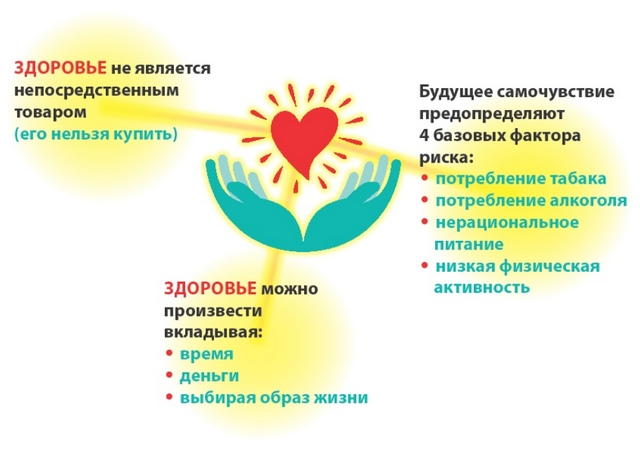 ЗДОРОВЬЕ не является
непосредственным
товаром
(его нельзя купить)
Будущее самочувствие
предопределяют
4 базовых фактора
риска:
• потребление табака
• потребление алкоголя
• нерациональное
питание
• низкая физическая
активность
ЗДОРОВЬЕ можно
произвести
вкладывая:
• время
• деньги
• выбирая образ жизни